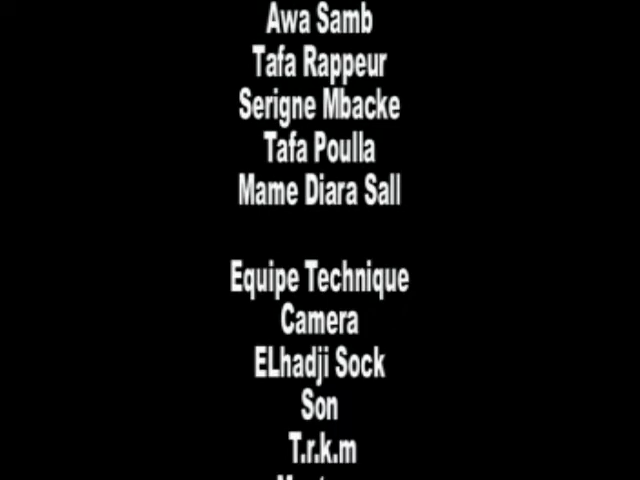 Awa Samb
Tafa Rappeur
Serigne Mbacke
Tafa Poulla
Mame Diara Sall
Equipe Technique
Camera
ELhadji Sock
Son
T.r.k.m